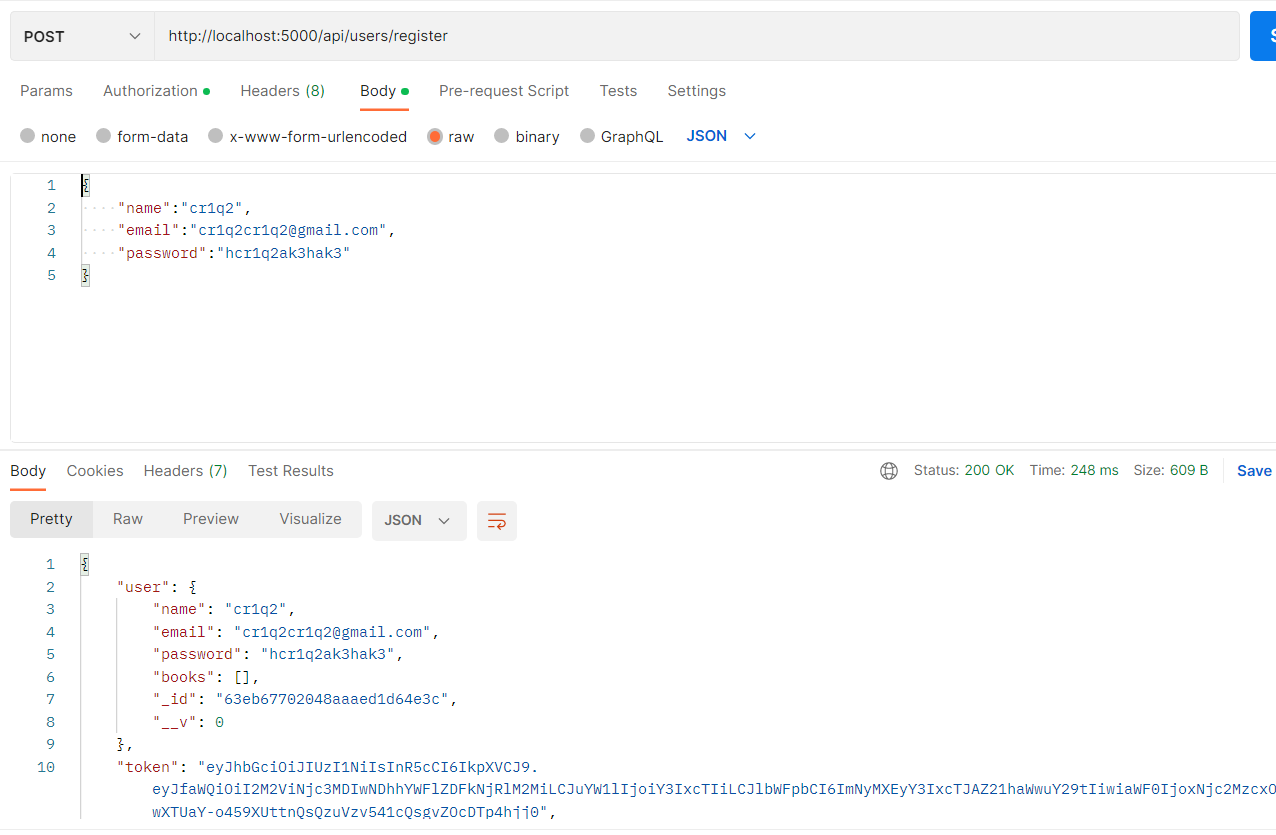 POST http://localhost:5000/api/users/register S
Params Authorization Headers (8) Body Pre-request Script Tests Settings
none form-data x-www-form-urlencoded raw binary GraphQL JSON
1 {
2 "name":"cr1q2",
3 "email":"cr1q2cr1q2@gmail.com",
4 "password":"hcr1q2ak3hak3"
5 }
Body Cookies Headers (7) Test Results Status: 200 OK Time: 248 ms Size: 609 B Save
Pretty Raw Preview Visualize JSON
1 {
2 "user": {
3 "name": "cr1q2",
4 "email": "cr1q2cr1q2@gmail.com",
5 "password": "hcr1q2ak3hak3",
6 "books": [],
7 "_id": "63eb67702048aaaed1d64e3c",
8 "__v": 0
9 },
10 "token": "eyJhbGciOiJIUzI1NiIsInR5cCI6IkpXVCJ9.
eyJfaWQiOiI2M2ViNjc3MDIwNDhhYWFlZDFkNjRlM2MiLCJuYW1lIjoiY3IxcTIiLCJlbWFpbCI6ImNyMXEyY3IxcTJAZ21haWwuY29tIiwiaWF0IjoxNjc2MzcxO
wXTUaY-o459XUttnQsQzuVzv541cQsgvZOcDTp4hjj0",